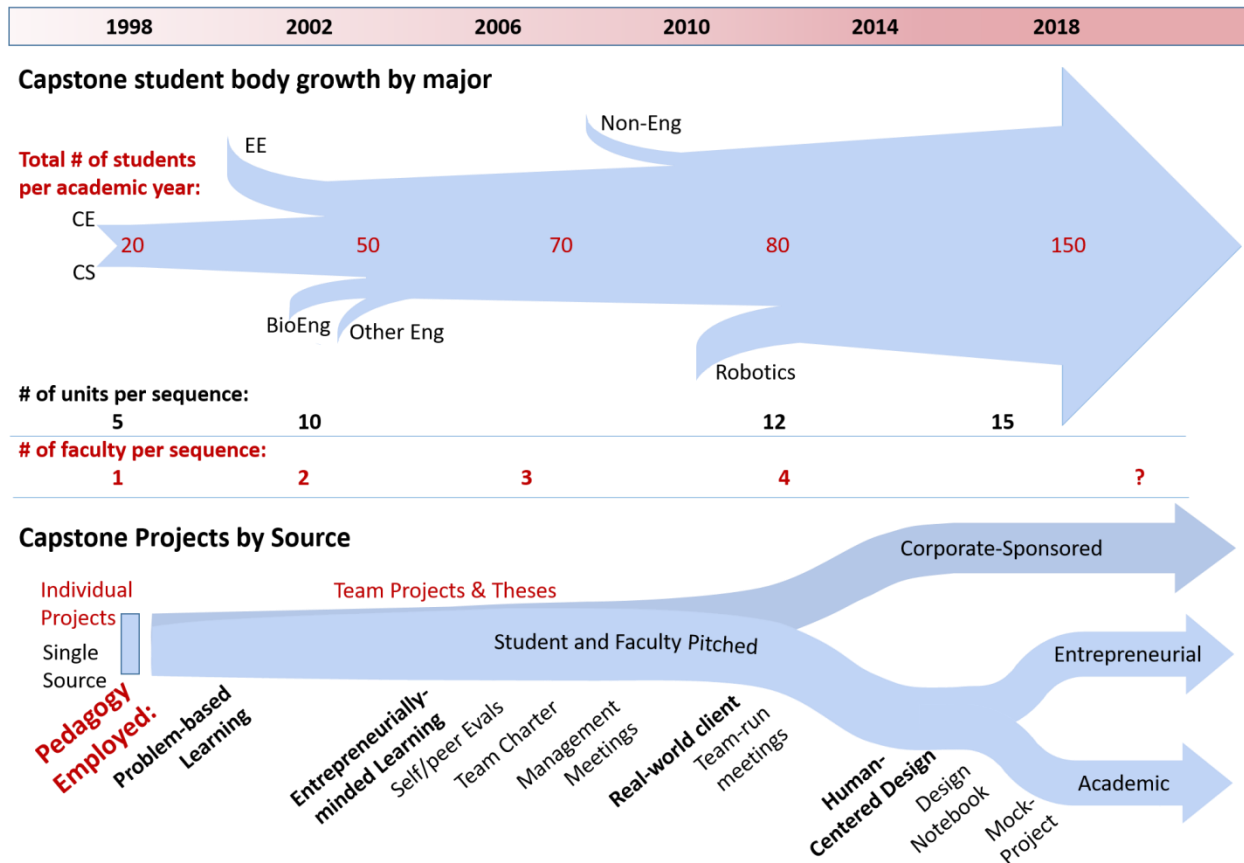 1998 2002 2006 2010 2014 2018
Capstone student body growth by major
Non-Eng
EE
Total # of students
per academic year:
CE
20 50 70 80 150
CS
BioEng
Other Eng
Robotics
# of units per sequence:
5 10 12 15
# of faculty per sequence:
1 2 3 4 ?
Capstone Projects by Source
Corporate-Sponsored
Individual
Projects
Team Projects & Theses
Single
Source
Student and Faculty Pitched
Entrepreneurial
Academic
Pedagogy
Employed:
Problem-based
Learning
Entrepreneurially-
minded Learning
Self/peer Evals
Team Charter
Management
Meetings
Real-world client
Team-run
meetings
Human-
Centered Design
Design
Notebook
Mock-
Project